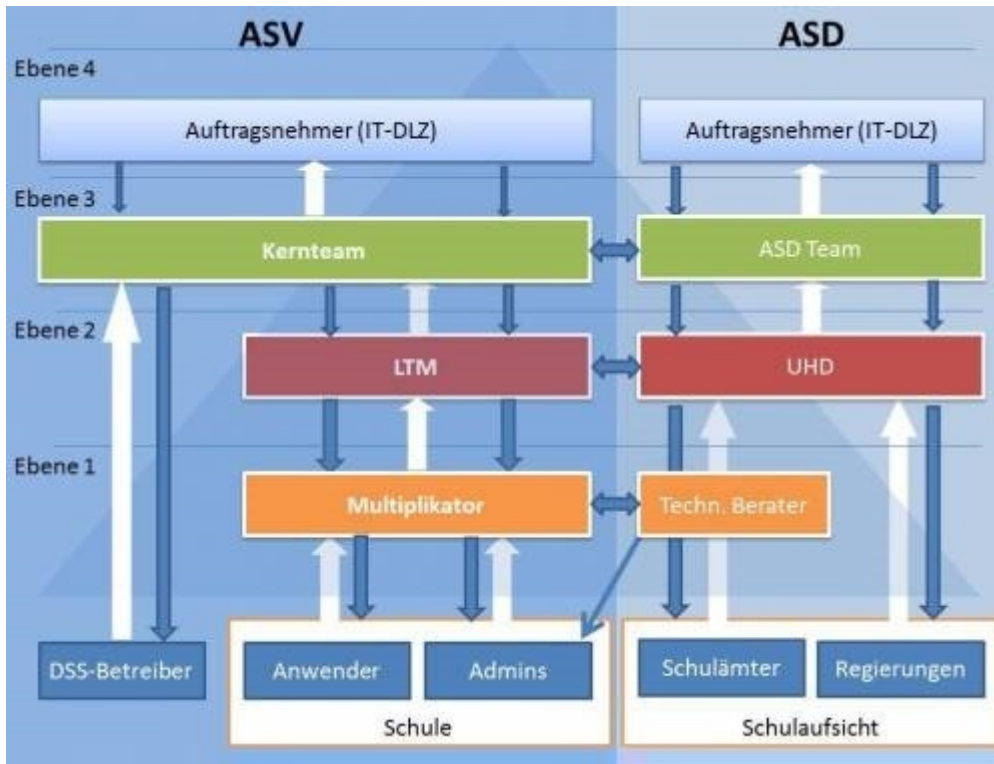 ASV
ASD
Ebene 4
Auftragsnehmer (IT-DLZ)
Auftragsnehmer (IT-DLZ)
Ebene 3
Kernteam
ASD Team
Ebene 2
LTM
UHD
Ebene 1
Multiplikator
Techn. Berater
DSS-Betreiber
Anwender
Admins
Schulämter
Regierungen
Schule
Schulaufsicht